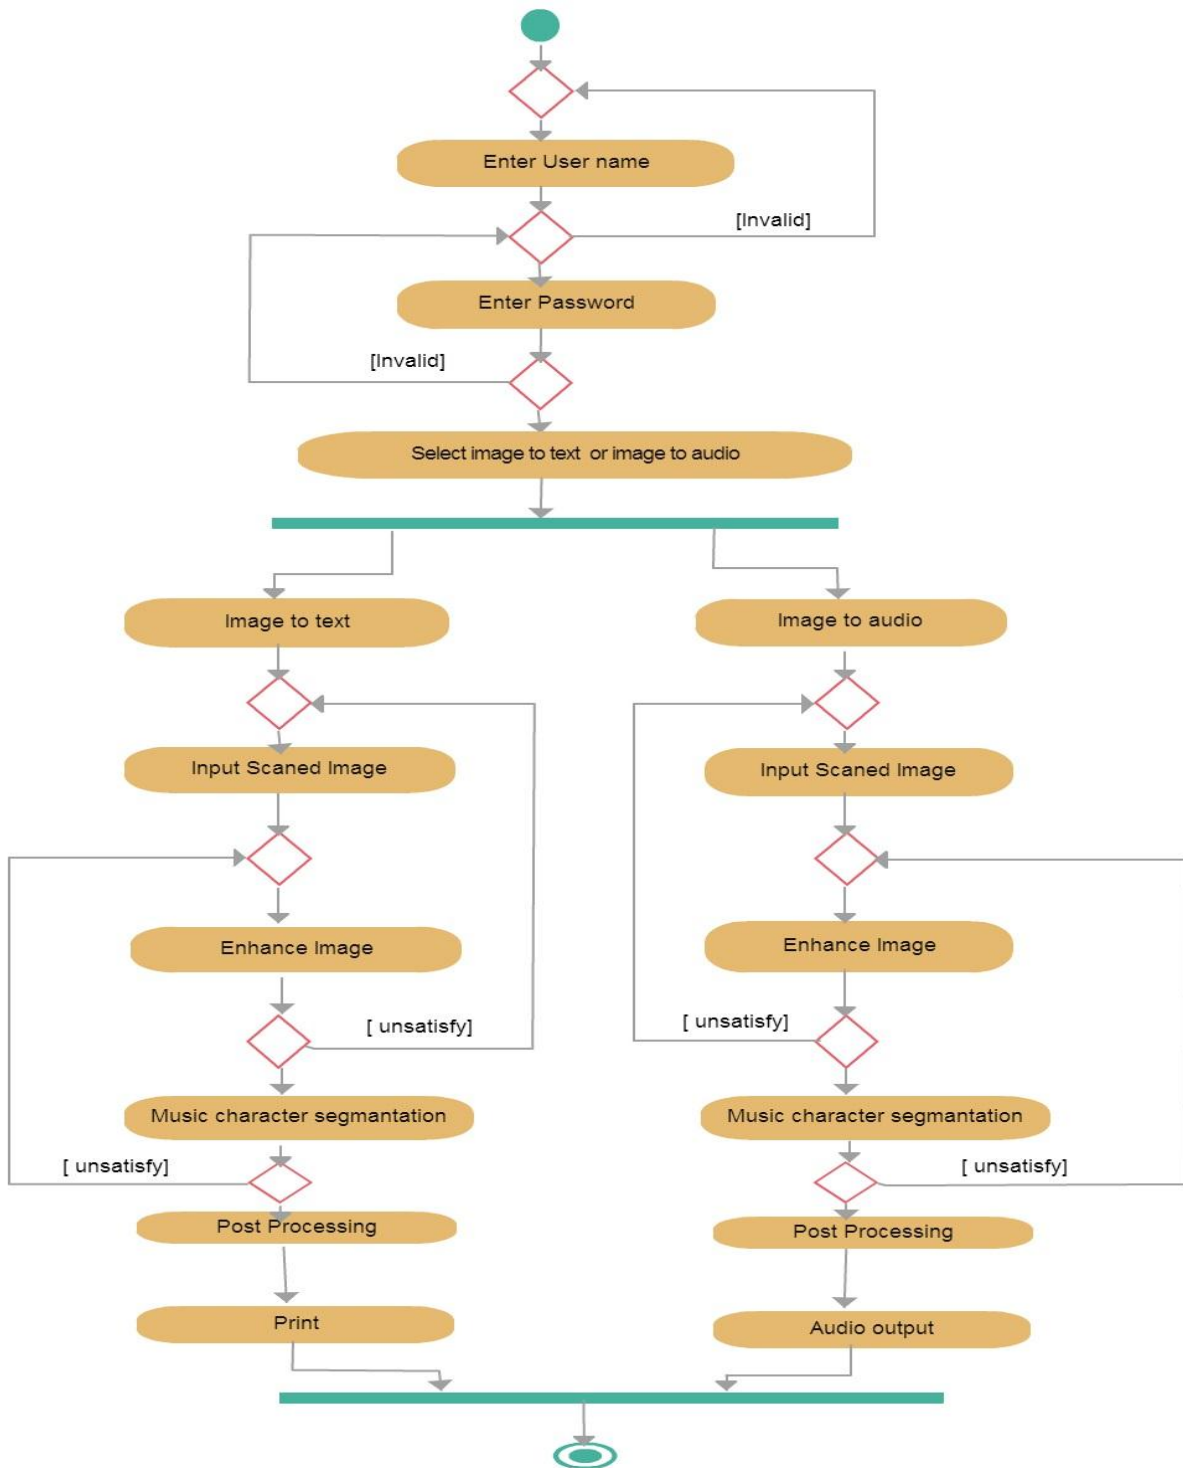 Enter User name
[Invalid]
Enter Password
[Invalid]
Select image to text or image to audio
Image to text
Image to audio
Input Scaned Image
Input Scaned Image
Enhance Image
Enhance Image
[ unsatisfy]
[ unsatisfy]
Music character segmantation
Music character segmantation
[ unsatisfy]
[ unsatisfy]
Post Processing
Post Processing
Print
Audio output